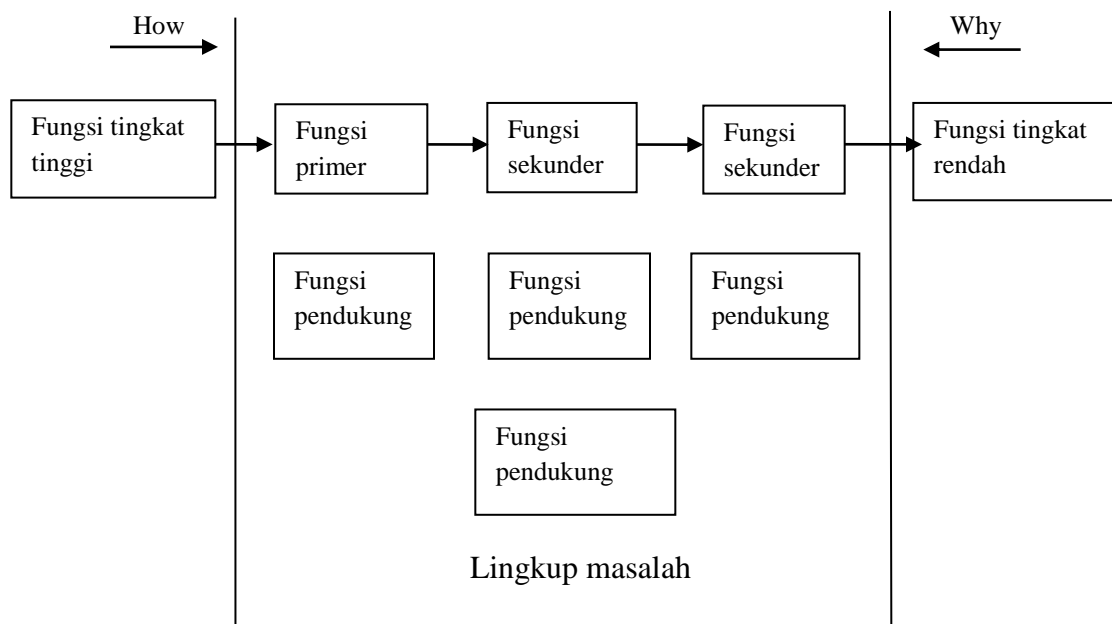 How
Why
Fungsi tingkat
tinggi
Fungsi
primer
Fungsi
sekunder
Fungsi
sekunder
Fungsi tingkat
rendah
Fungsi
pendukung
Fungsi
pendukung
Fungsi
pendukung
Fungsi
pendukung
Lingkup masalah